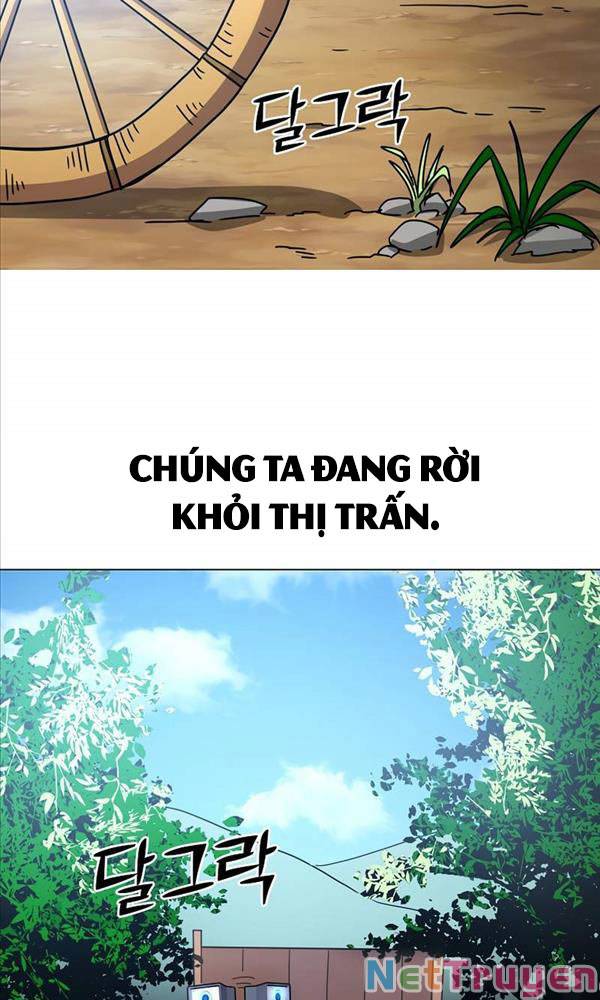 달그락
CHÚNG TA ĐANG RỜI
KHỎI THỊ TRẤN.
달그락
NetTruyen